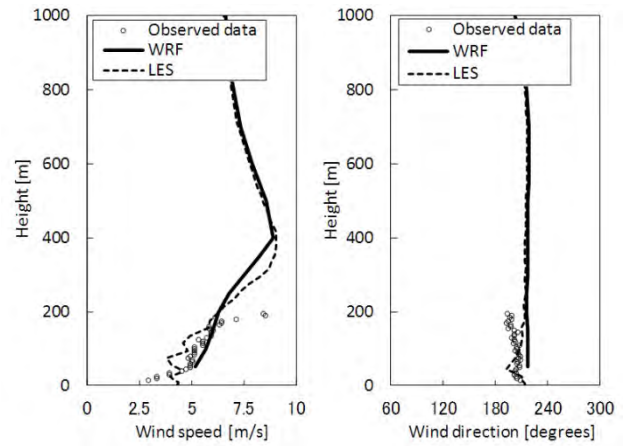 1000
Observed data
WRF
LES
800
600
400
200
0
Height [m]
0 2.5 5 7.5 10
Wind speed [m/s]
1000
Observed data
WRF
LES
800
600
400
200
0
Height [m]
60 120 180 240 300
Wind direction [degrees]